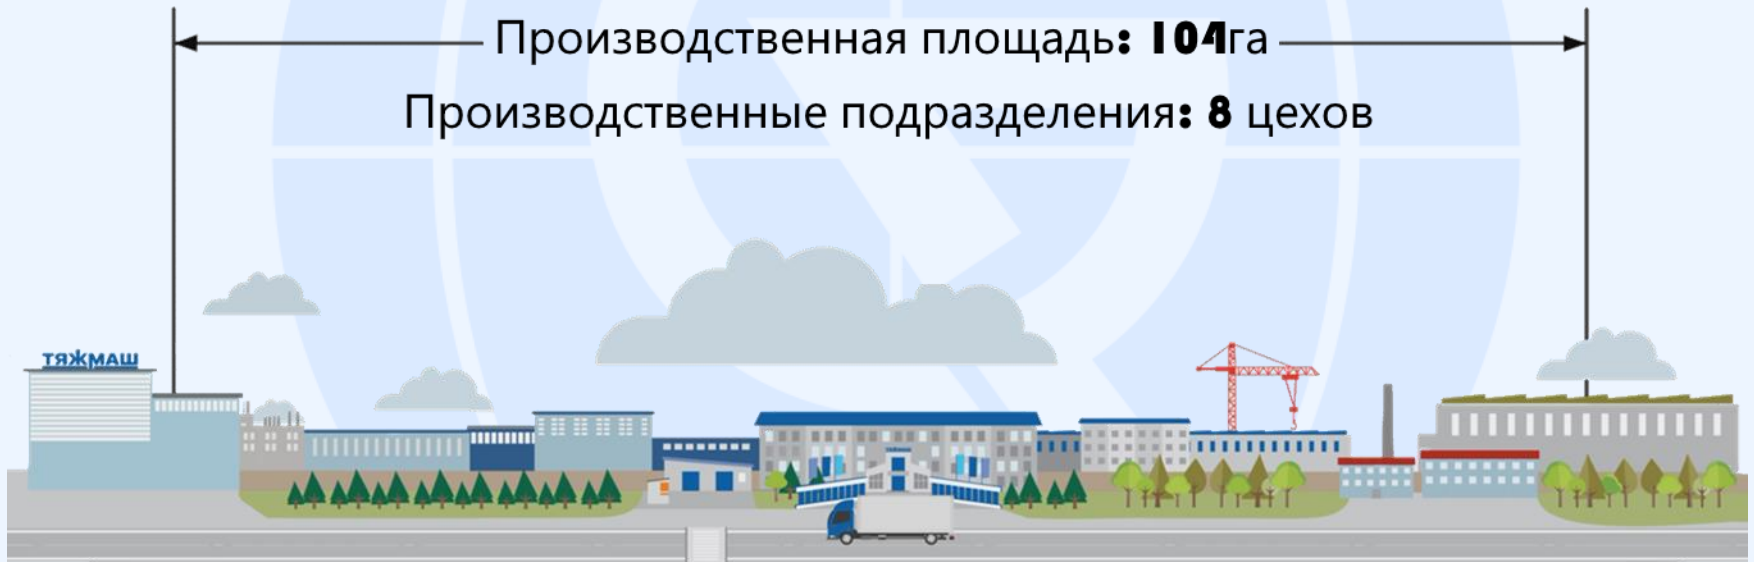 Производственная площадь: 104га
Производственные подразделения: 8 цехов
ТЯЖМАШ